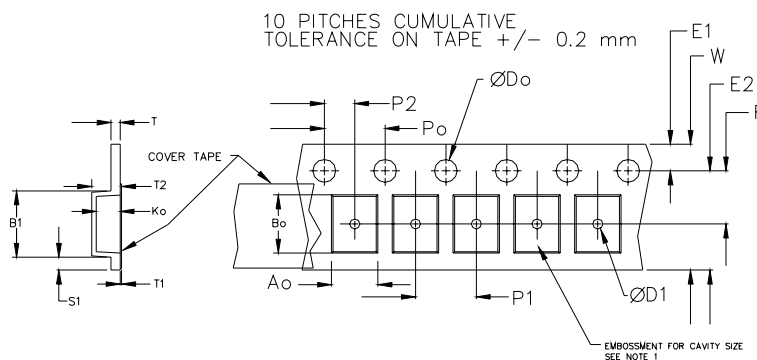 10 PITCHES CUMULATIVE
TOLERANCE ON TAPE +/- 0.2 mm
E1
W
ØDo
E2
P2
F
T
Po
COVER TAPE
T2
B1
Ko
Bo
S1
T1
Ao
P1
ØD1
EMBOSSMENT FOR CAVITY SIZE
SEE NOTE 1